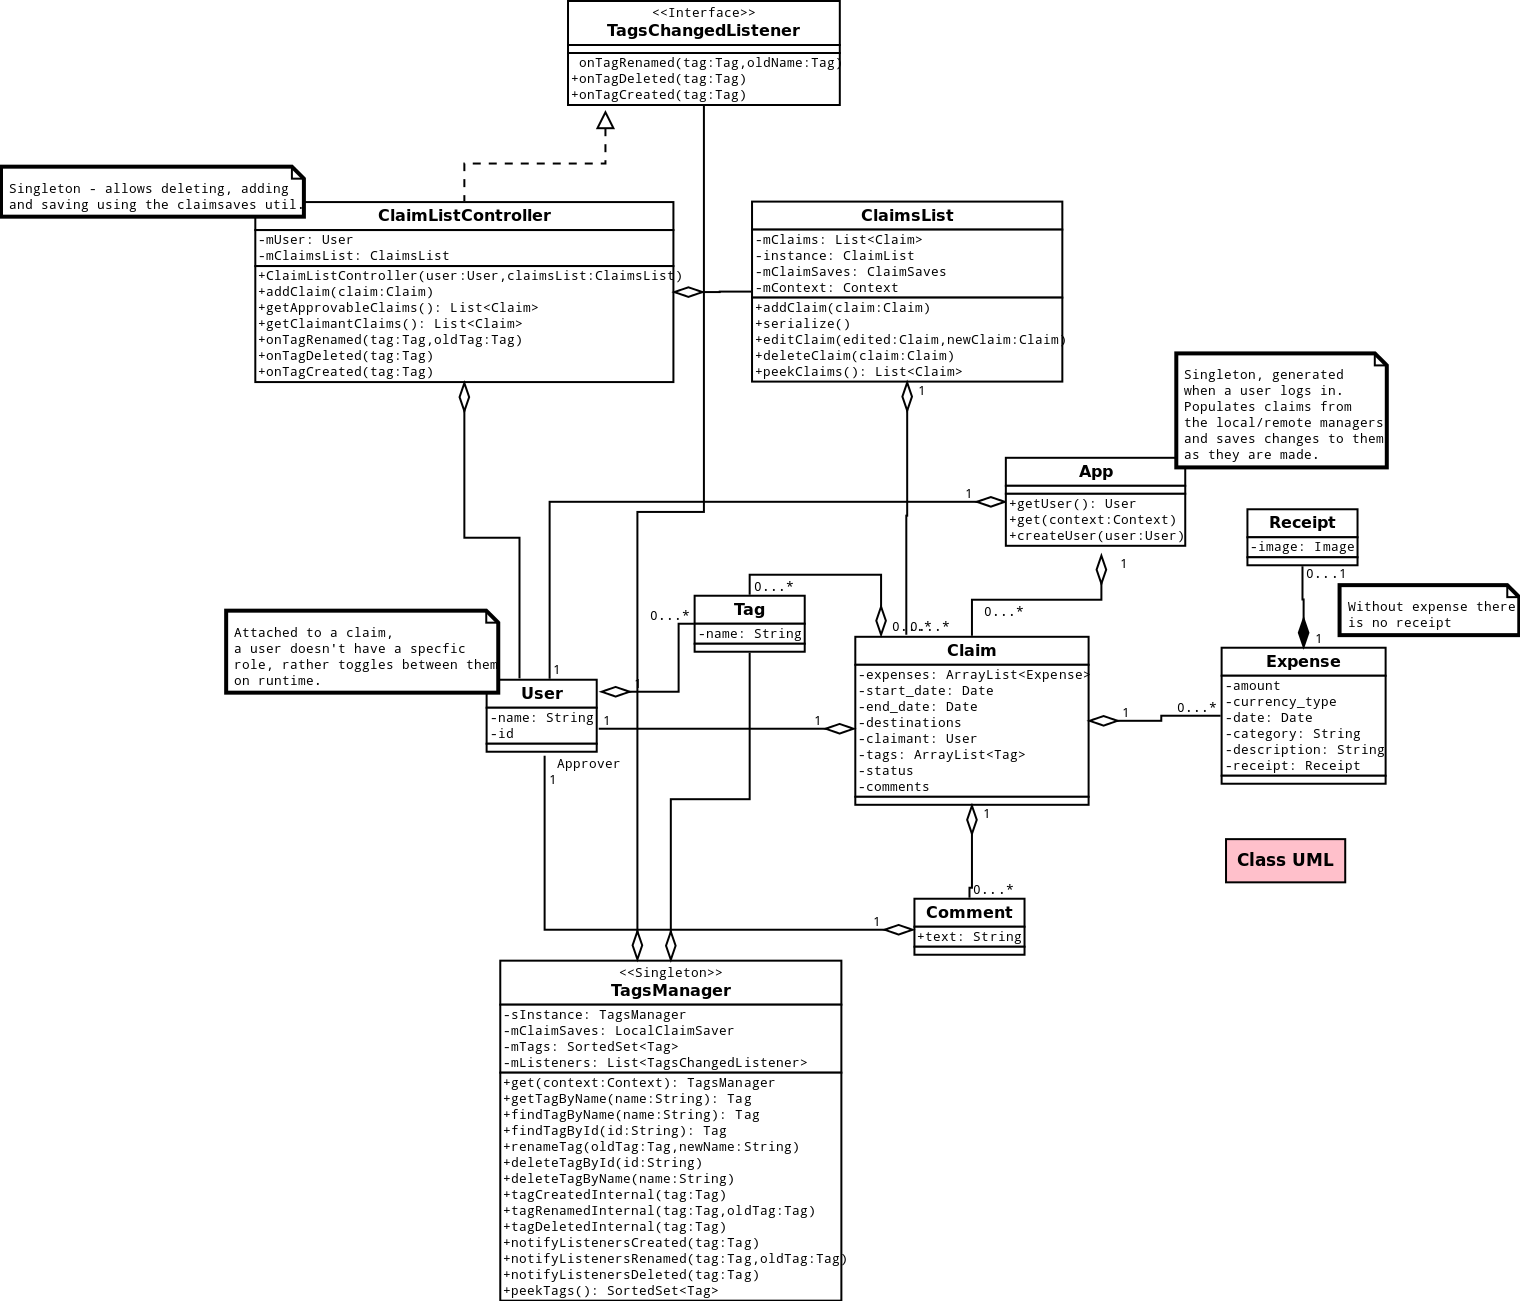 <<Interface>>
TagsChangedListener
onTagRenamed(tag:Tag,oldName:Tag)
+onTagDeleted(tag:Tag)
+onTagCreated(tag:Tag)
Singleton - allows deleting, adding
and saving using the claimsaves util.
ClaimListController
-mUser: User
-mClaimsList: ClaimsList
+ClaimListController(user:User,claimsList:ClaimsList)
+addClaim(claim:Claim)
+getApprovableClaims(): List<Claim>
+getClaimantClaims(): List<Claim>
+onTagRenamed(tag:Tag,oldTag:Tag)
+onTagDeleted(tag:Tag)
+onTagCreated(tag:Tag)
ClaimsList
-mClaims: List<Claim>
-instance: ClaimList
-mClaimSaves: ClaimSaves
-mContext: Context
+addClaim(claim:Claim)
+serialize()
+editClaim(edited:Claim,newClaim:Claim)
+deleteClaim(claim:Claim)
+peekClaims(): List<Claim>
1
Singleton, generated
when a user logs in.
Populates claims from
the local/remote managers
and saves changes to them
as they are made.
App
+getUser(): User
+get(context:Context)
+createUser(user:User)
1
1
0...*
Receipt
-image: Image
0...1
Without expense there
is no receipt
1
Expense
-amount
-currency_type
-date: Date
-category: String
-description: String
-receipt: Receipt
0...*
Tag
-name: String
0...*
0...*
Attached to a claim,
a user doesn't have a specfic
role, rather toggles between them
on runtime.
1
1
User
-name: String
-id
1
Approver
1
1
0...*
Claim
-expenses: ArrayList<Expense>
-start_date: Date
-end_date: Date
-destinations
-claimant: User
-tags: ArrayList<Tag>
-status
-comments
1
1
0...*
Class UML
Comment
+text: String
1
<<Singleton>>
TagsManager
-sInstance: TagsManager
-mClaimSaves: LocalClaimSaver
-mTags: SortedSet<Tag>
-mListeners: List<TagsChangedListener>
+get(context:Context): TagsManager
+getTagByName(name:String): Tag
+findTagByName(name:String): Tag
+findTagById(id:String): Tag
+renameTag(oldTag:Tag,newName:String)
+deleteTagById(id:String)
+deleteTagByName(name:String)
+tagCreatedInternal(tag:Tag)
+tagRenamedInternal(tag:Tag,oldTag:Tag)
+tagDeletedInternal(tag:Tag)
+notifyListenersCreated(tag:Tag)
+notifyListenersRenamed(tag:Tag,oldTag:Tag)
+notifyListenersDeleted(tag:Tag)
+peekTags(): SortedSet<Tag>